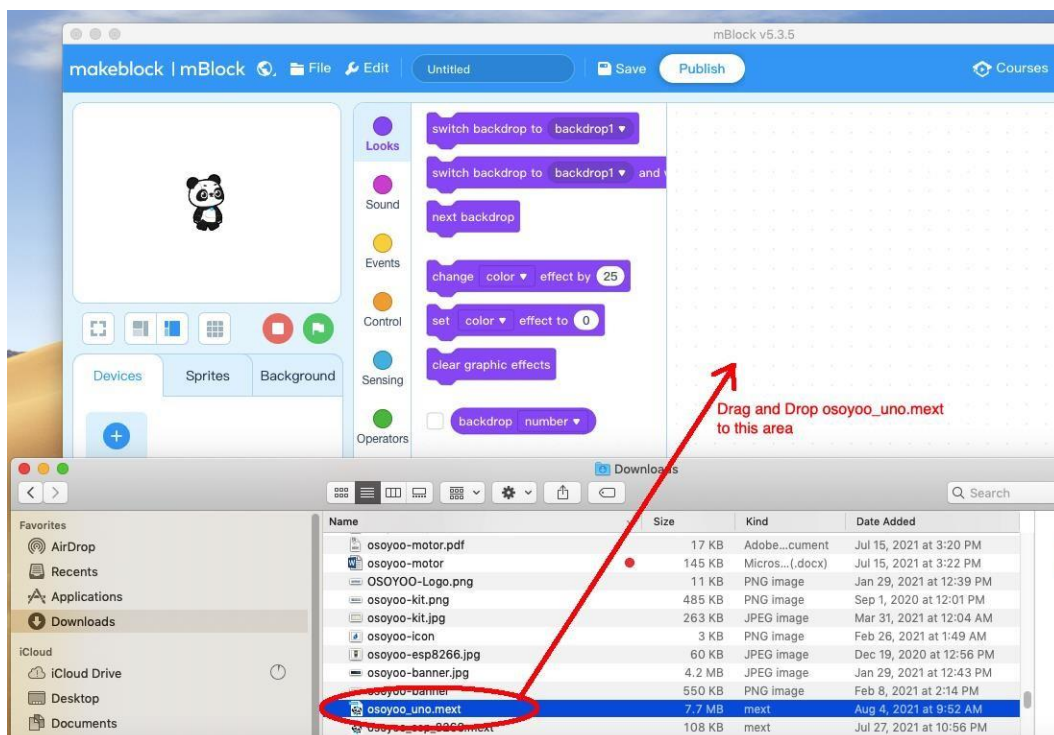 mBlock v5.3.5
makeblock | mBlock File Edit Untitled Save Publish Courses
Looks
Sound
Events
Control
Sensing
Operators
switch backdrop to backdrop1
switch backdrop to backdrop1 and
next backdrop
change color effect by 25
set color effect to 0
clear graphic effects
backdrop number
Devices Sprites Background
Drag and Drop osoyoo_uno.mext
to this area
Downloads
Search
Favorites
AirDrop
Recents
Applications
Downloads
iCloud
iCloud Drive
Desktop
Documents
Name Size Kind Date Added
osoyoo-motor.pdf 17 KB Adobe...cument Jul 15, 2021 at 3:20 PM
osoyoo-motor 145 KB Micros...(.docx) Jul 15, 2021 at 3:22 PM
OSOYOO-Logo.png 11 KB PNG image Jan 29, 2021 at 12:39 PM
osoyoo-kit.png 485 KB PNG image Sep 1, 2020 at 12:01 PM
osoyoo-kit.jpg 263 KB JPEG image Mar 31, 2021 at 12:04 AM
osoyoo-icon 3 KB PNG image Feb 26, 2021 at 1:49 AM
osoyoo-esp8266.jpg 60 KB JPEG image Dec 19, 2020 at 12:56 PM
osoyoo-banner.jpg 4.2 MB JPEG image Jan 29, 2021 at 12:43 PM
osoyoo-banner 550 KB PNG image Feb 8, 2021 at 2:14 PM
osoyoo_uno.mext 7.7 MB mext Aug 4, 2021 at 9:52 AM
osoyoo_esp_8266.mext 108 KB mext Jul 27, 2021 at 10:56 PM